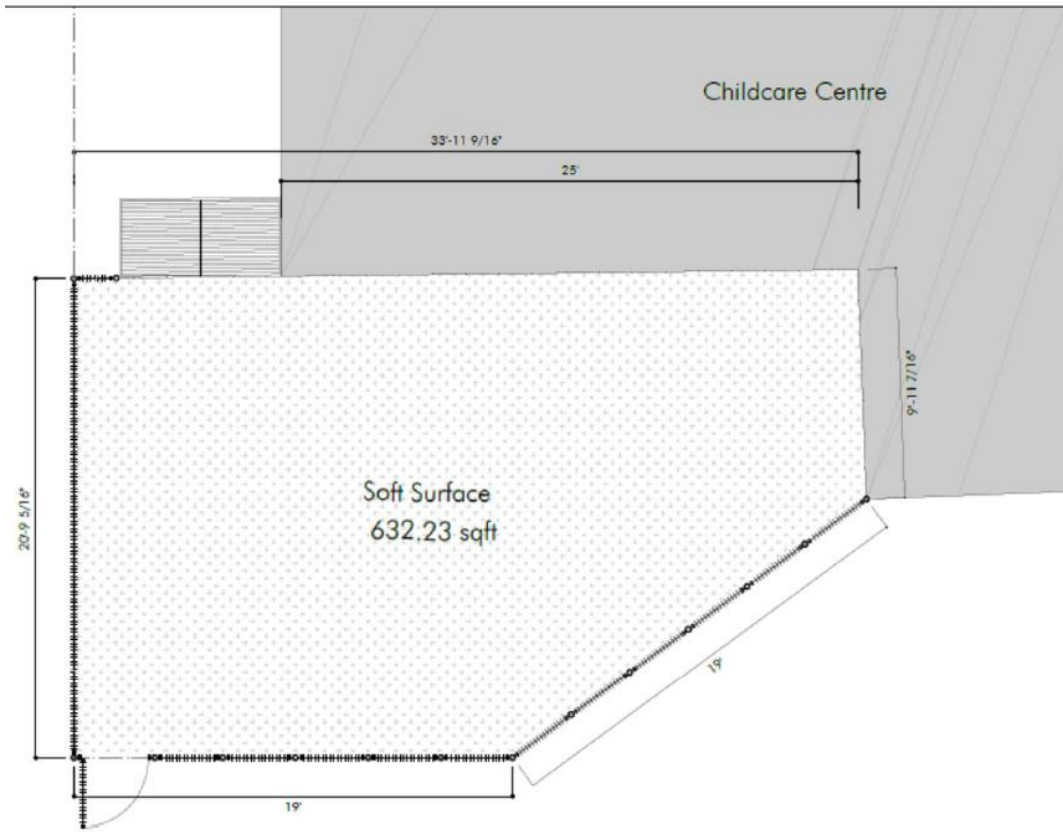 Childcare Centre
33'-11 9/16"
25'
9'-11 7/16"
Soft Surface
632.23 sqft
20'-9 5/16"
19'
19'